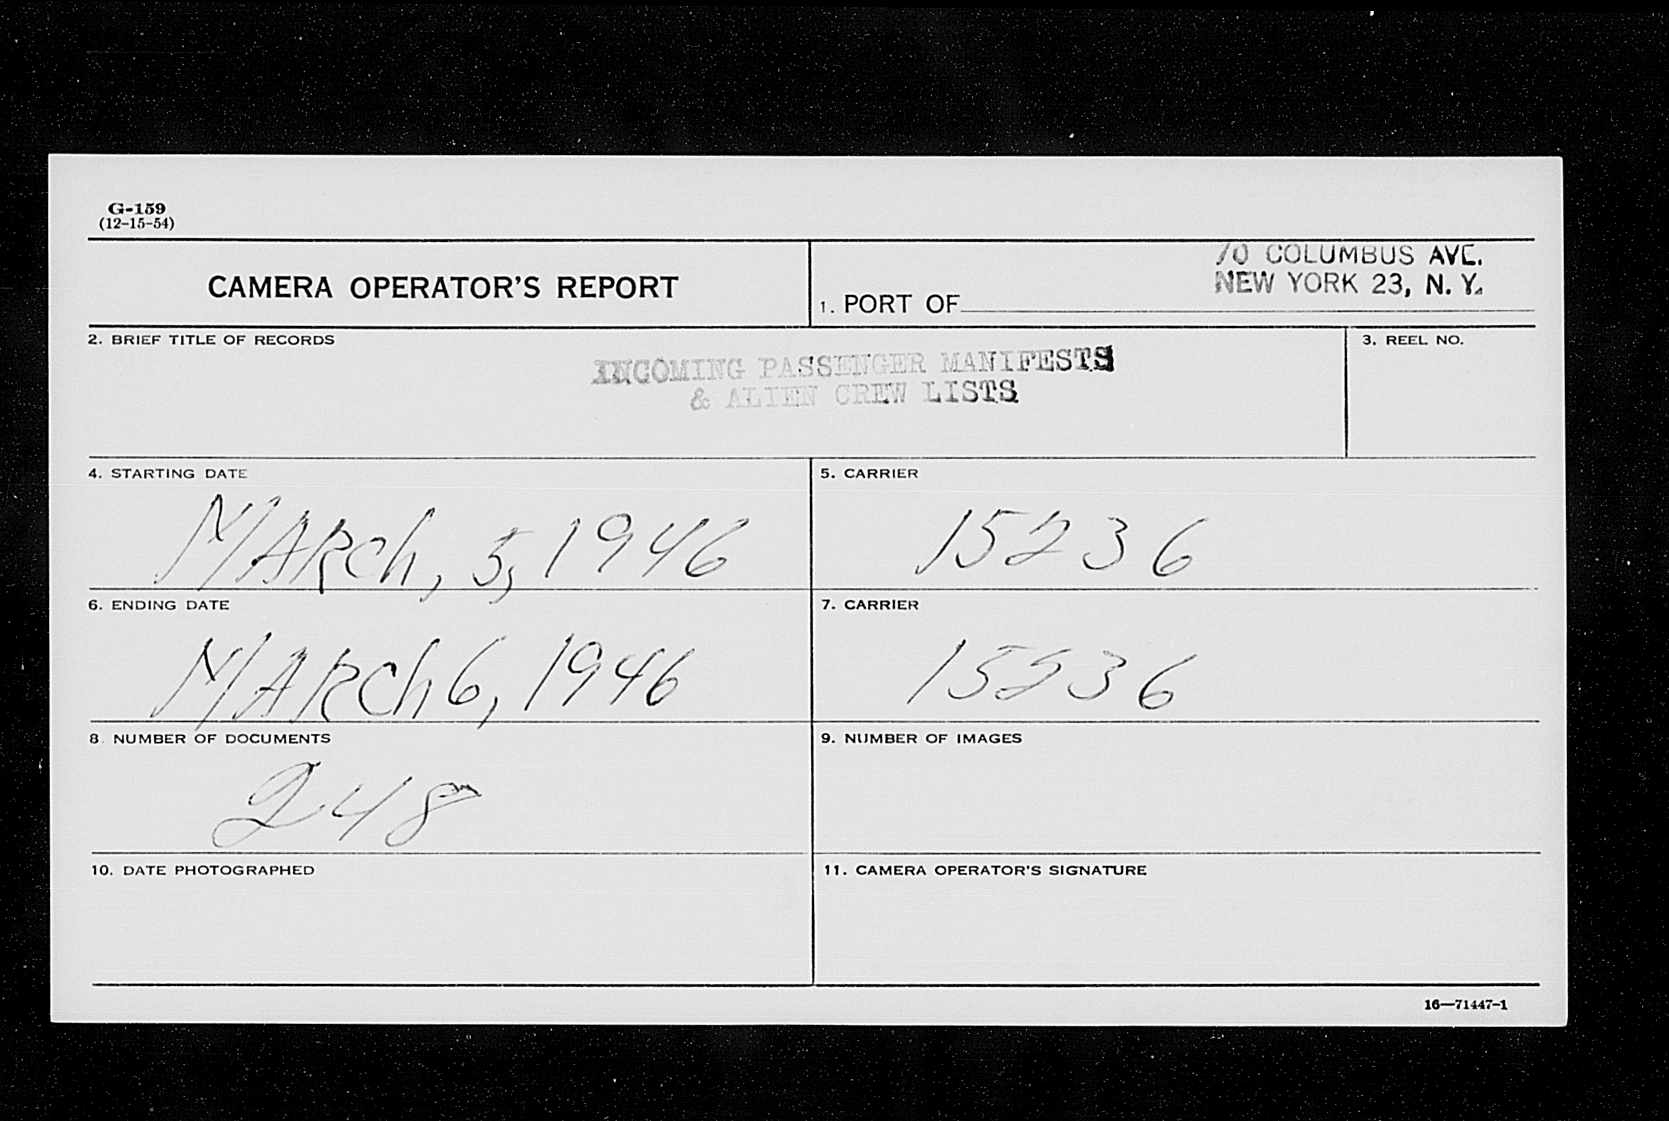 G-159
(12-15-54)
CAMERA OPERATOR'S REPORT
70 COLUMBUS AVE.
NEW YORK 23, N. Y.
1. PORT OF
2. BRIEF TITLE OF RECORDS
INCOMING PASSENGER MANIFESTS
& ALIEN CREW LISTS
3. REEL NO.
4. STARTING DATE
MARCh, 5, 1946
5. CARRIER
15236
6. ENDING DATE
MARCh 6, 1946
7. CARRIER
15236
8. NUMBER OF DOCUMENTS
248
9. NUMBER OF IMAGES
10. DATE PHOTOGRAPHED
11. CAMERA OPERATOR'S SIGNATURE
16—71447-1